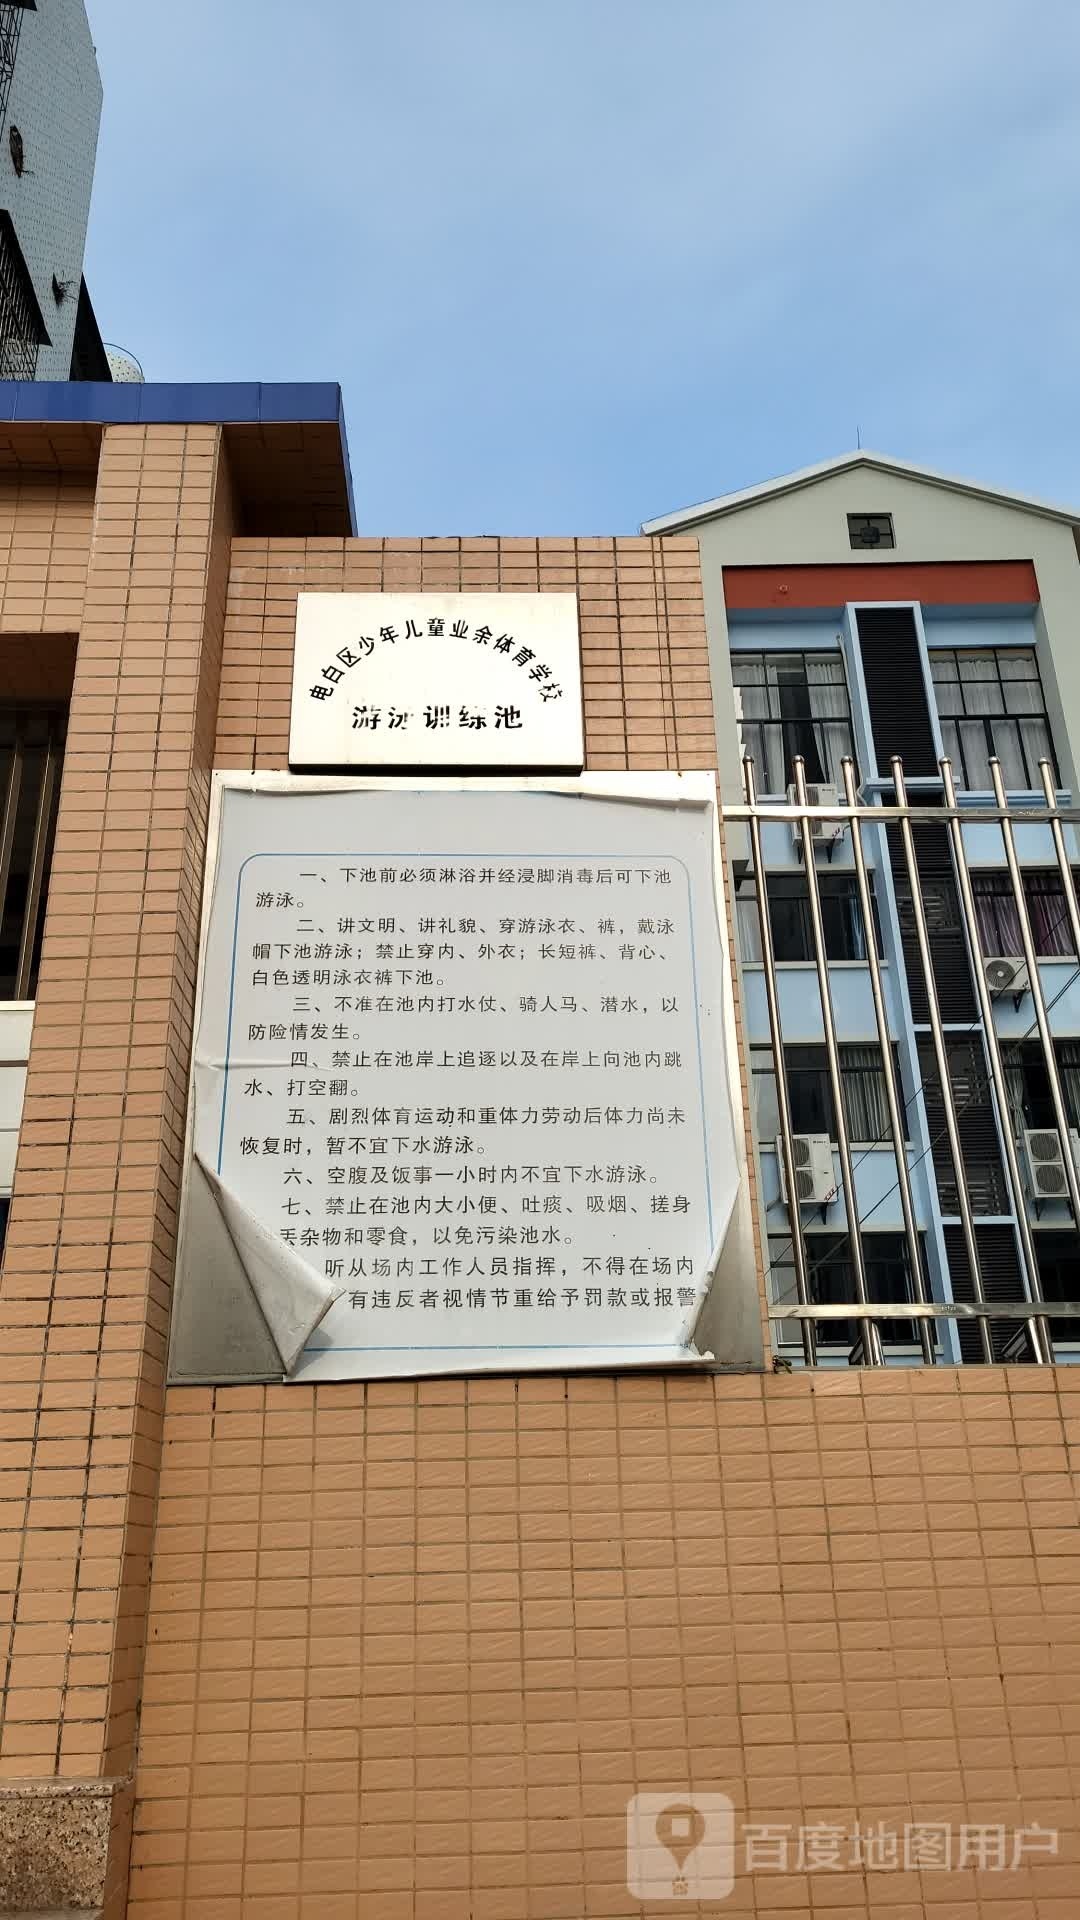 电白区少年儿童业余体育学校
游泳训练池
一、下池前必须淋浴并经浸脚消毒后可下池
游泳。
二、讲文明、讲礼貌、穿游泳衣、裤，戴泳
帽下池游泳；禁止穿内、外衣；长短裤、背心、
白色透明泳衣裤下池。
三、不准在池内打水仗、骑人马、潜水，以
防险情发生。
四、禁止在池岸上追逐以及在岸上向池内跳
水、打空翻。
五、剧烈体育运动和重体力劳动后体力尚未
恢复时，暂不宜下水游泳。
六、空腹及饭事一小时内不宜下水游泳。
七、禁止在池内大小便、吐痰、吸烟、搓身
丢杂物和零食，以免污染池水。
听从场内工作人员指挥，不得在场内
有违反者视情节重给予罚款或报警
百度地图用户